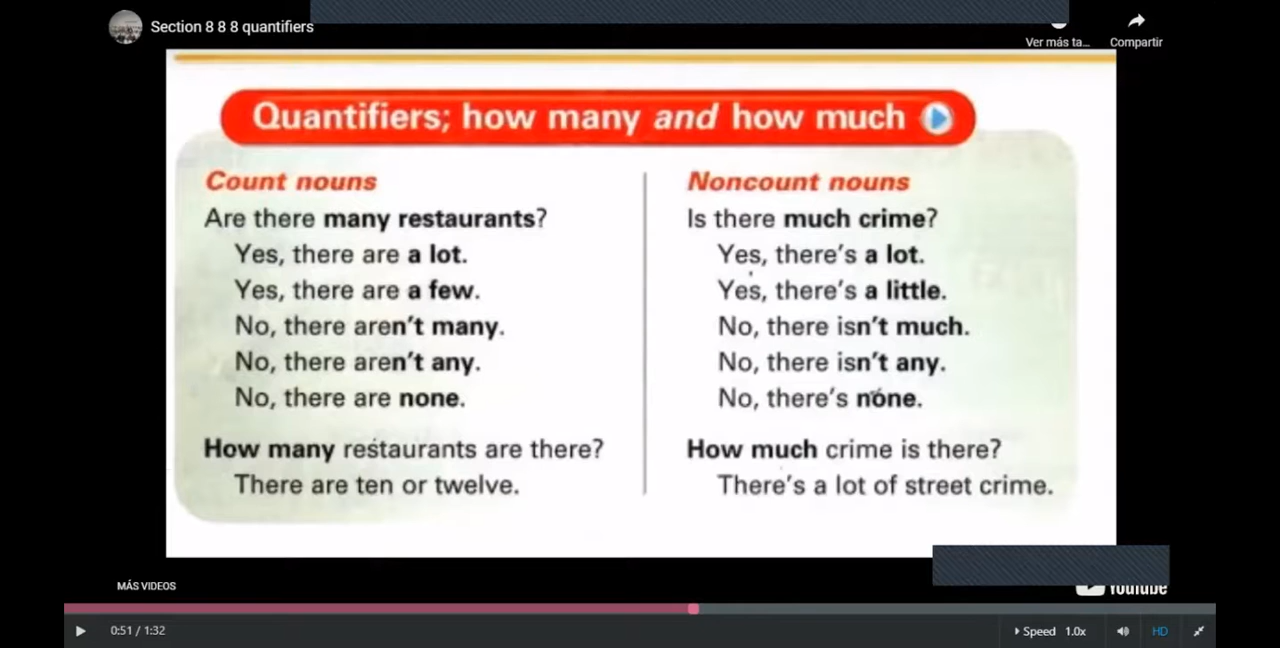 Section 8 8 8 quantifiers
Ver más ta...
Compartir
Quantifiers; how many and how much
Count nouns
Are there many restaurants?
Yes, there are a lot.
Yes, there are a few.
No, there aren't many.
No, there aren't any.
No, there are none.
How many restaurants are there?
There are ten or twelve.
Noncount nouns
Is there much crime?
Yes, there's a lot.
Yes, there's a little.
No, there isn't much.
No, there isn't any.
No, there's none.
How much crime is there?
There's a lot of street crime.
MÁS VIDEOS
YouTube
0:51 / 1:32
Speed 1.0x
HD